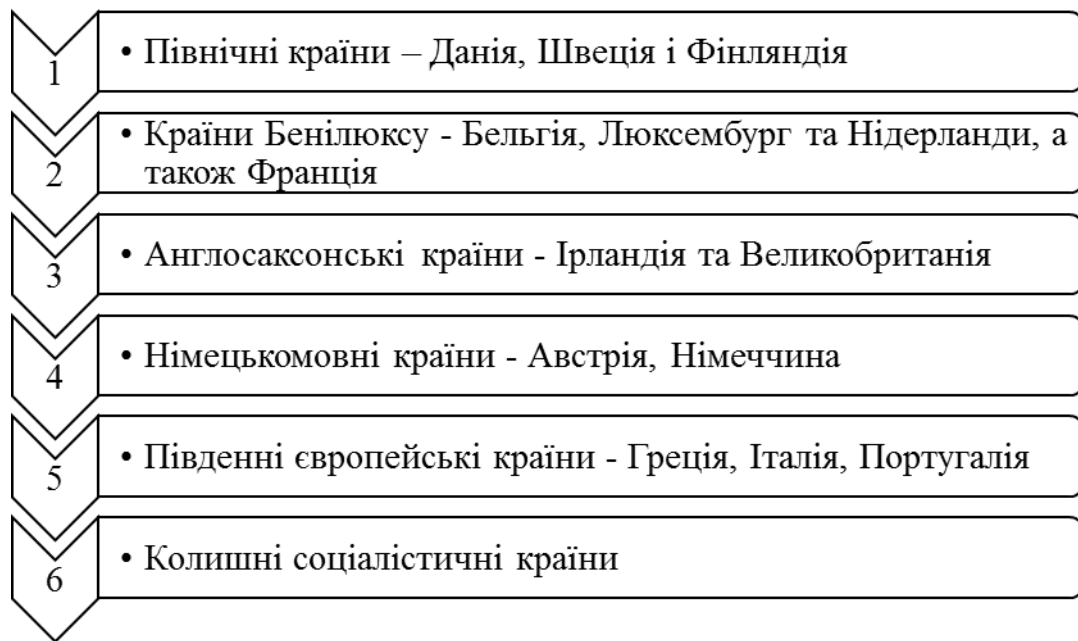 1
• Північні країни – Данія, Швеція і Фінляндія
2
• Країни Бенілюксу - Бельгія, Люксембург та Нідерланди, а
також Франція
3
• Англосаксонські країни - Ірландія та Великобританія
4
• Німецькомовні країни - Австрія, Німеччина
5
• Південні європейські країни - Греція, Італія, Португалія
6
• Колишні соціалістичні країни